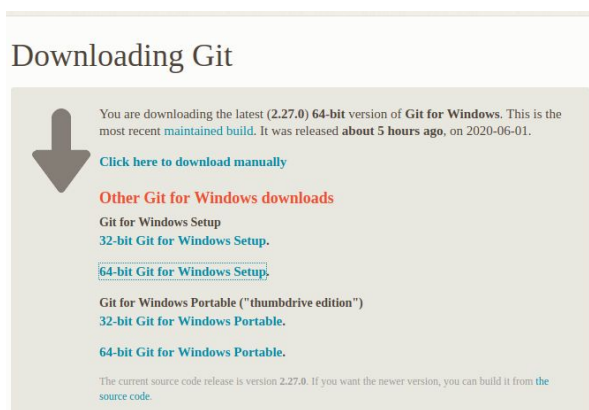 Downloading Git
You are downloading the latest (2.27.0) 64-bit version of Git for Windows. This is the
most recent maintained build. It was released about 5 hours ago, on 2020-06-01.
Click here to download manually
Other Git for Windows downloads
Git for Windows Setup
32-bit Git for Windows Setup.
64-bit Git for Windows Setup.
Git for Windows Portable ("thumbdrive edition")
32-bit Git for Windows Portable.
64-bit Git for Windows Portable.
The current source code release is version 2.27.0. If you want the newer version, you can build it from the
source code.